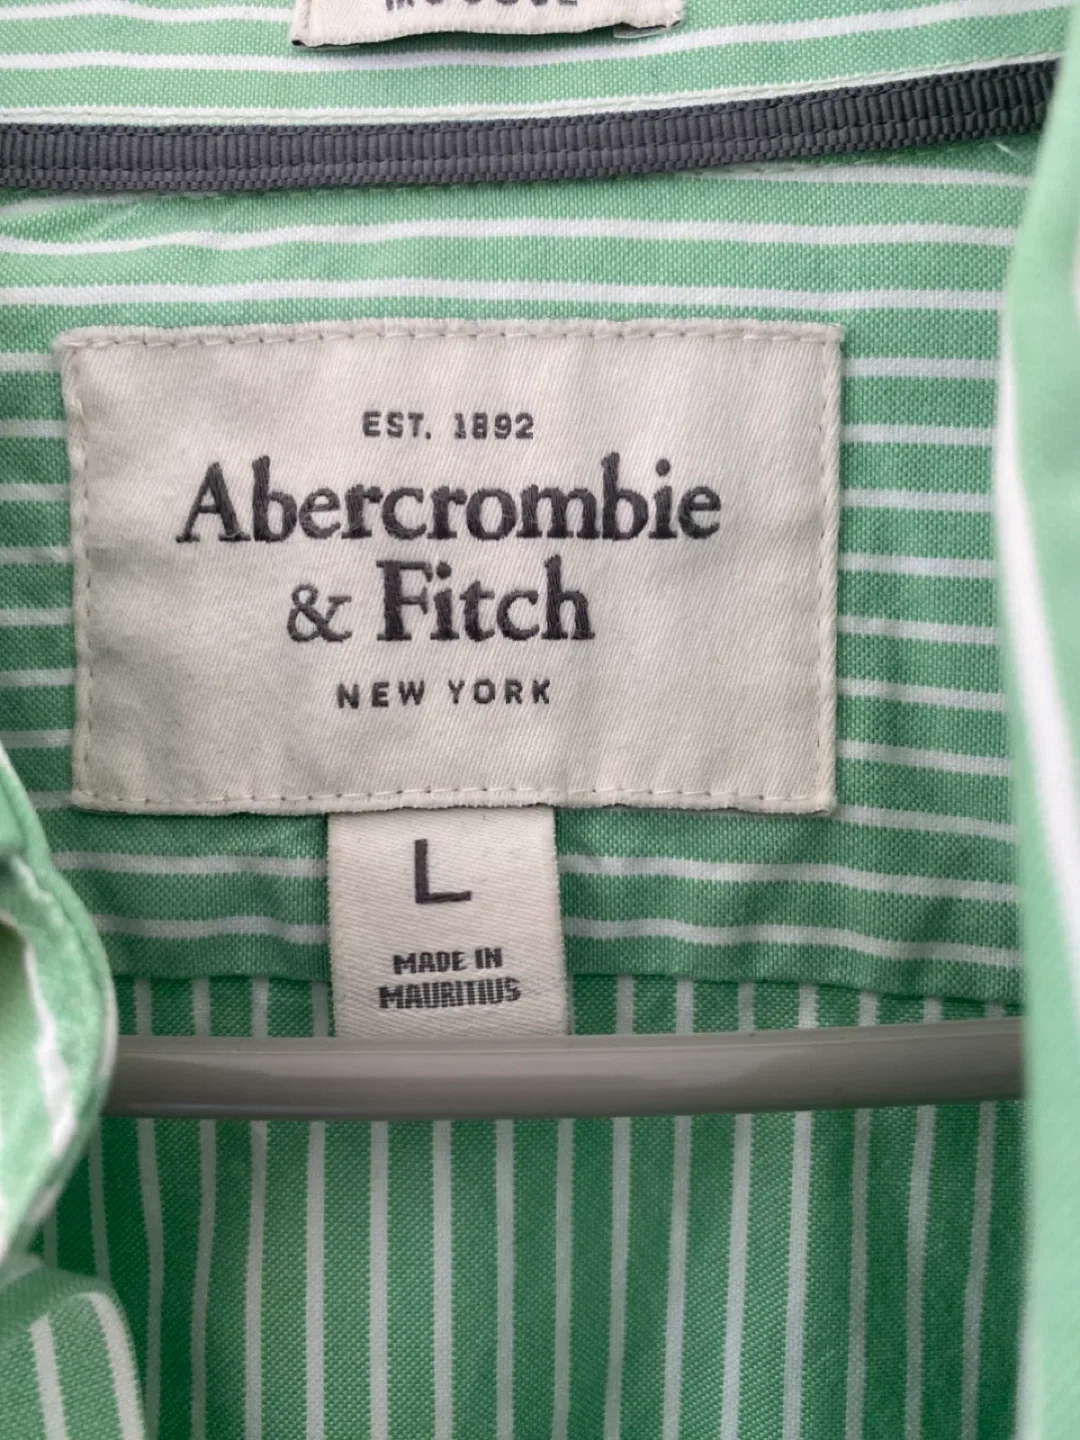 EST. 1892
Abercrombie
& Fitch
NEW YORK
L
MADE IN
MAURITIUS